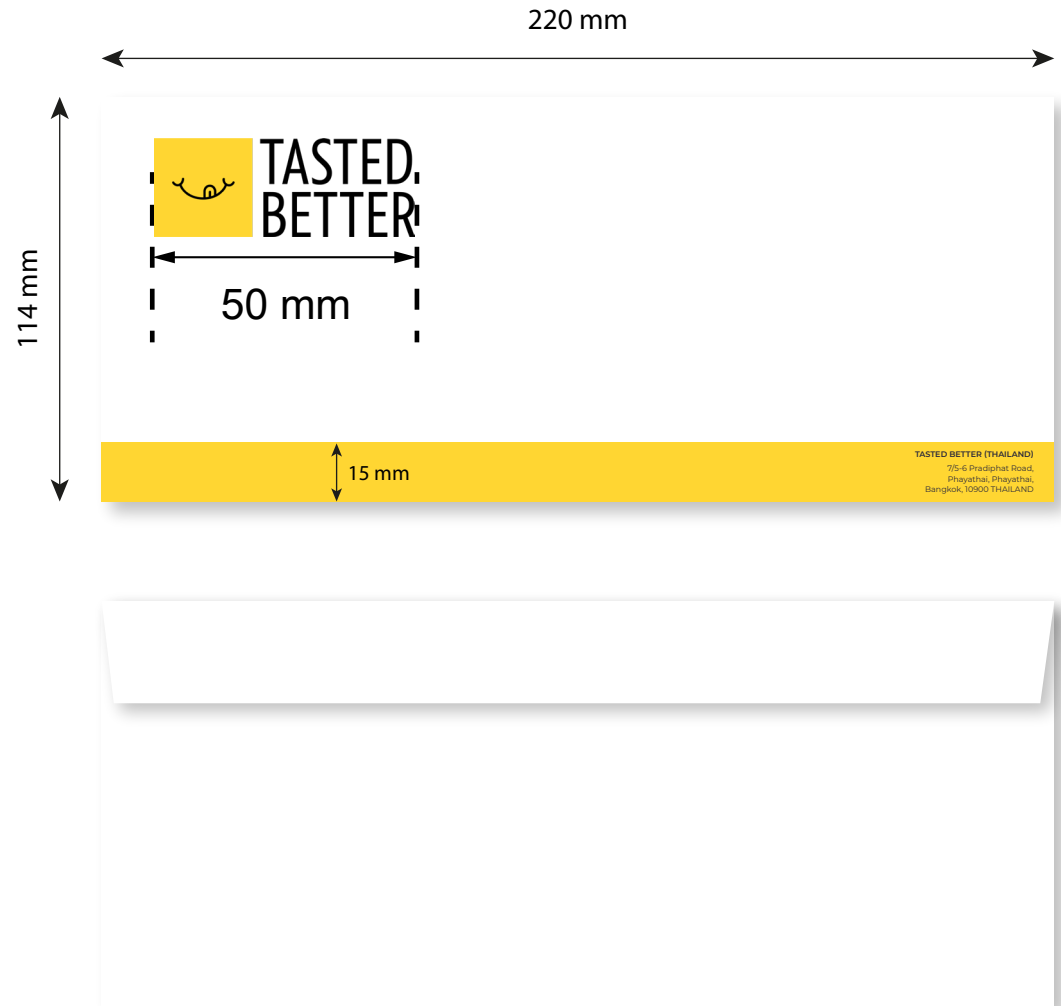 220 mm
114 mm
TASTED
BETTER
50 mm
15 mm
TASTED BETTER (THAILAND)
7/5-6 Pradiphat Road,
Phayathai, Phayathai,
Bangkok, 10900 THAILAND